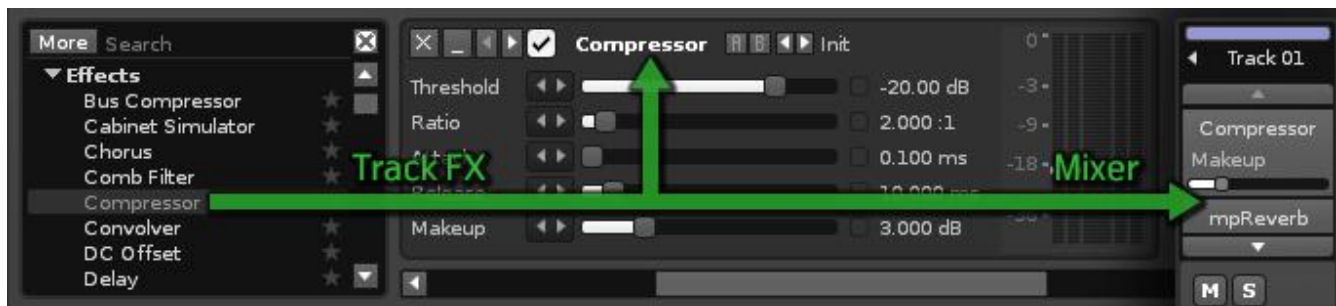 More Search
Effects
Bus Compressor
Cabinet Simulator
Chorus
Comb Filter
Compressor
Convolver
DC Offset
Delay
Compressor A B Init
Threshold -20.00 dB
Ratio 2.000 :1
0.100 ms
Makeup 3.000 dB
0
-3
-9
-18
Track FX
Mixer
Track 01
Compressor
Makeup
mpReverb
M S